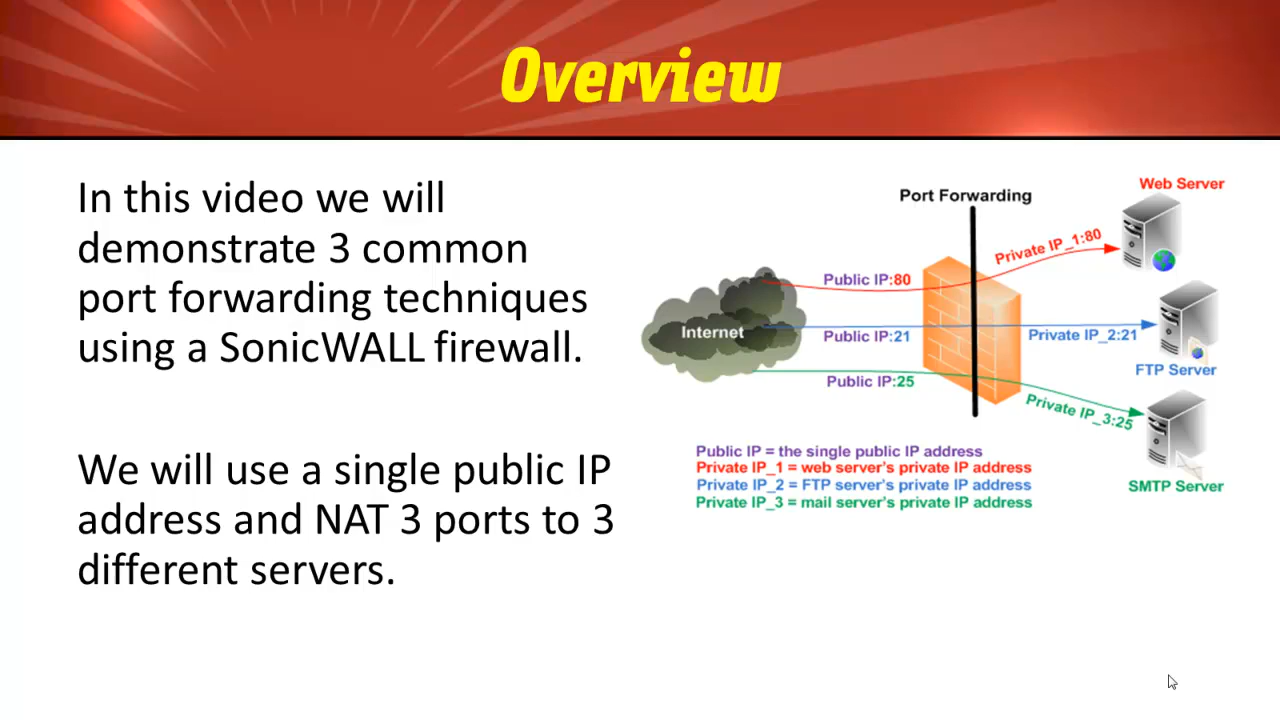 Overview
In this video we will
demonstrate 3 common
port forwarding techniques
using a SonicWALL firewall.
We will use a single public IP
address and NAT 3 ports to 3
different servers.
Port Forwarding
Web Server
Private IP_1:80
Public IP:80
Internet
Public IP:21
Private IP_2:21
FTP Server
Public IP:25
Private IP_3:25
SMTP Server
Public IP = the single public IP address
Private IP_1 = web server's private IP address
Private IP_2 = FTP server's private IP address
Private IP_3 = mail server's private IP address